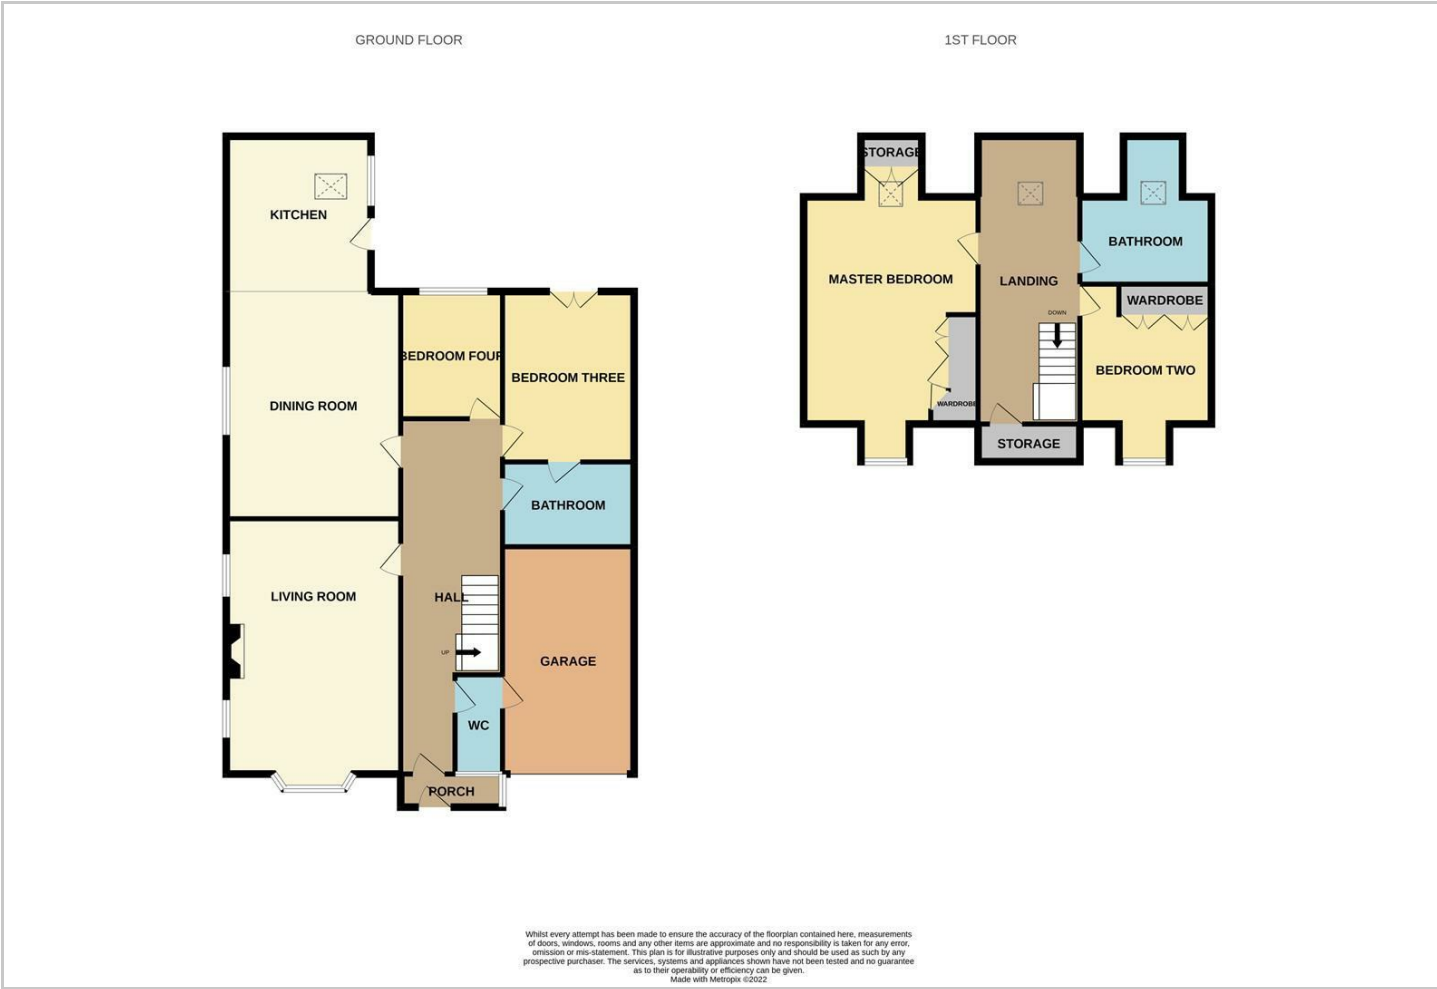 GROUND FLOOR
1ST FLOOR
KITCHEN
DINING ROOM
LIVING ROOM
BEDROOM FOUR
BEDROOM THREE
BATHROOM
HALL
UP
GARAGE
WC
PORCH
STORAGE
MASTER BEDROOM
WARDROBE
LANDING
DOWN
STORAGE
BATHROOM
WARDROBE
BEDROOM TWO
Whilst every attempt has been made to ensure the accuracy of the floorplan contained here, measurements
of doors, windows, rooms and any other items are approximate and no responsibility is taken for any error,
omission or mis-statement. This plan is for illustrative purposes only and should be used as such by any
prospective purchaser. The services, systems and appliances shown have not been tested and no guarantee
as to their operability or efficiency can be given.
Made with Metropix ©2022